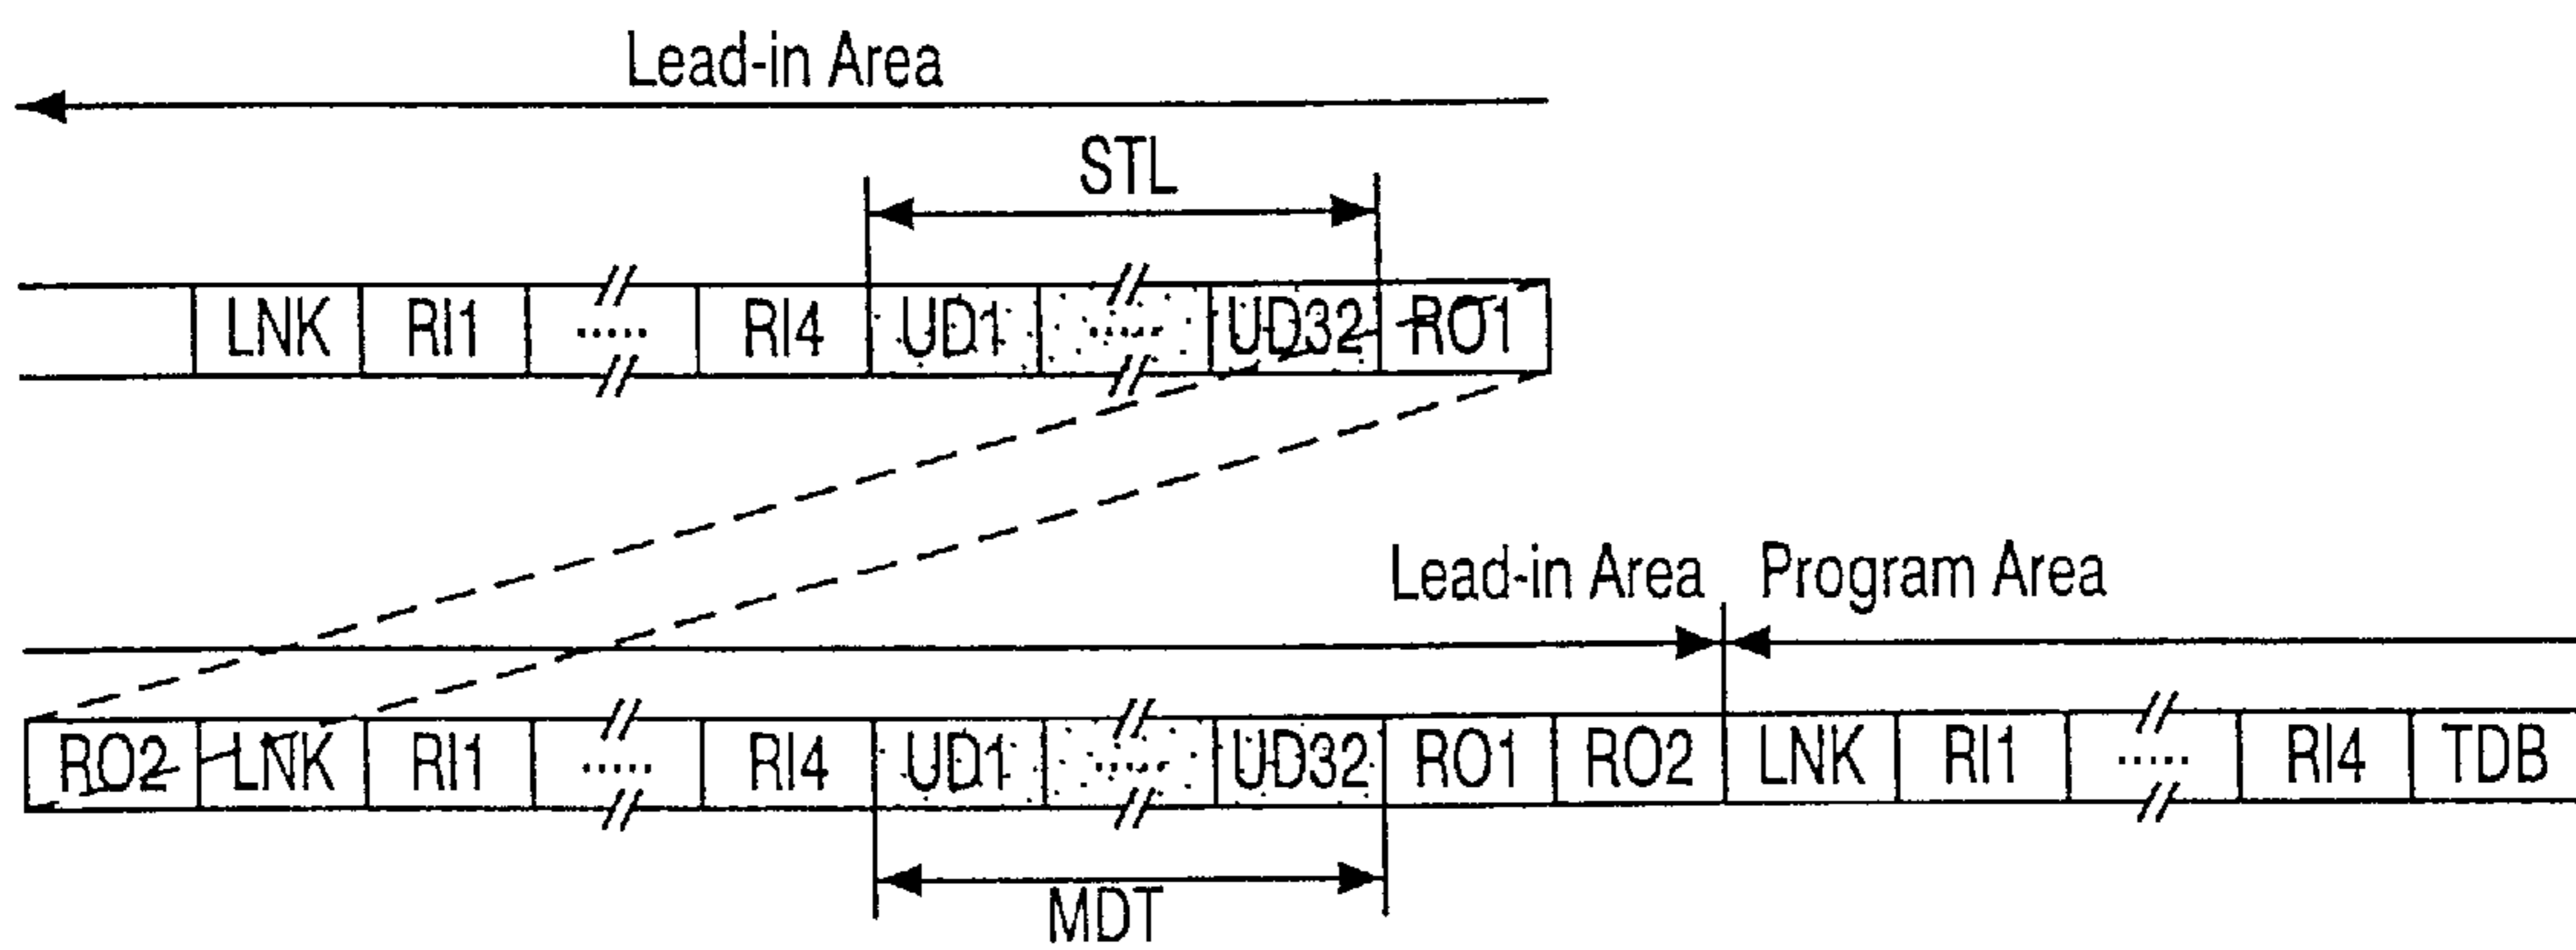 Lead-in Area
STL
LNK RI1 ..... RI4 UD1 ..... UD32 RO1
Lead-in Area Program Area
RO2 LNK RI1 ..... RI4 UD1 ..... UD32 RO1 RO2 LNK RI1 ..... RI4 TDB
MDT